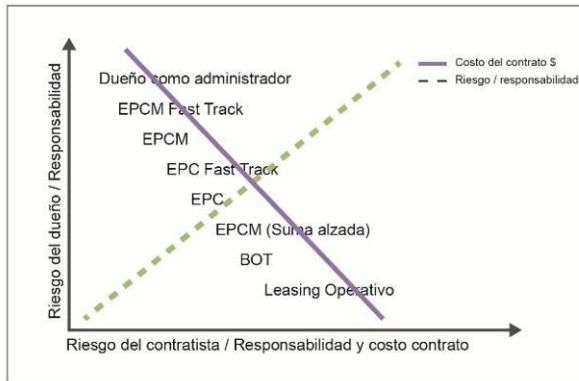 Costo del contrato $
Riesgo / responsabilidad
Riesgo del dueño / Responsabilidad
Dueño como administrador
EPCM Fast Track
EPCM
EPC Fast Track
EPC
EPCM (Suma alzada)
BOT
Leasing Operativo
Riesgo del contratista / Responsabilidad y costo contrato